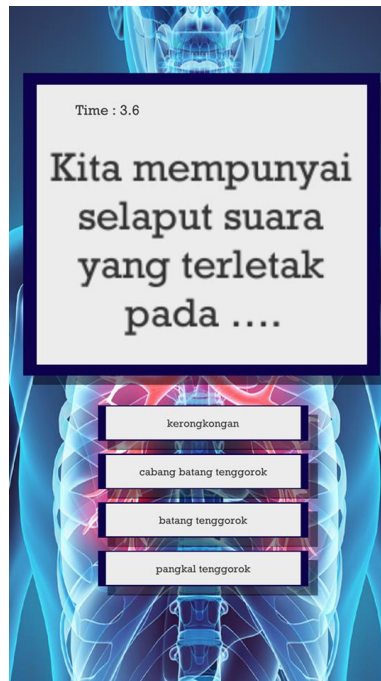 Time : 3.6
Kita mempunyai
selaput suara
yang terletak
pada ....
kerongkongan
cabang batang tenggorok
batang tenggorok
pangkal tenggorok